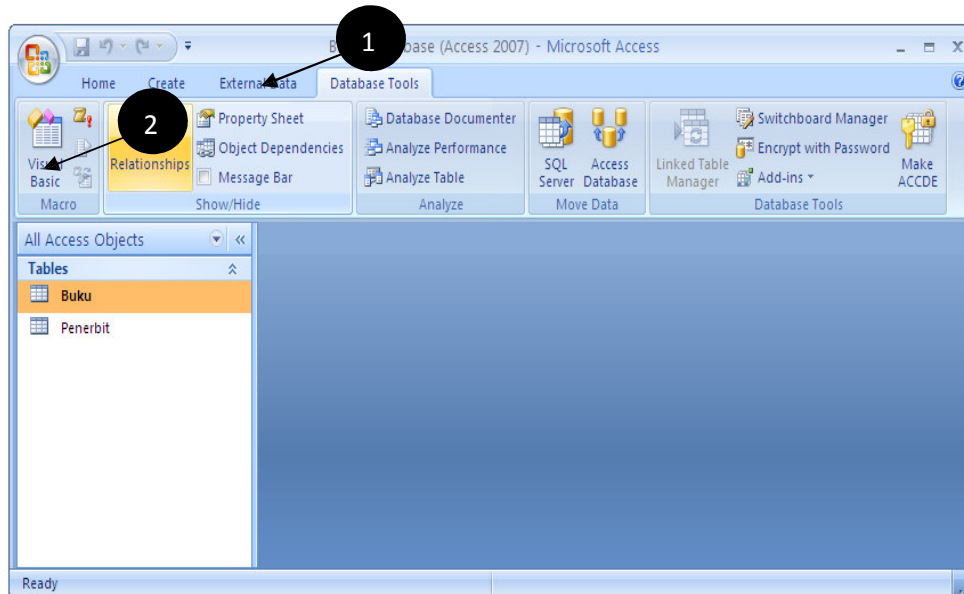 1
B base (Access 2007) - Microsoft Access
Home Create External Data Database Tools
2
Visual Basic
Relationships
Property Sheet
Object Dependencies
Message Bar
Database Documenter
Analyze Performance
Analyze Table
SQL Server
Access Database
Linked Table Manager
Switchboard Manager
Encrypt with Password
Add-ins
Make ACCDE
Macro Show/Hide Analyze Move Data Database Tools
All Access Objects
Tables
Buku
Penerbit
Ready